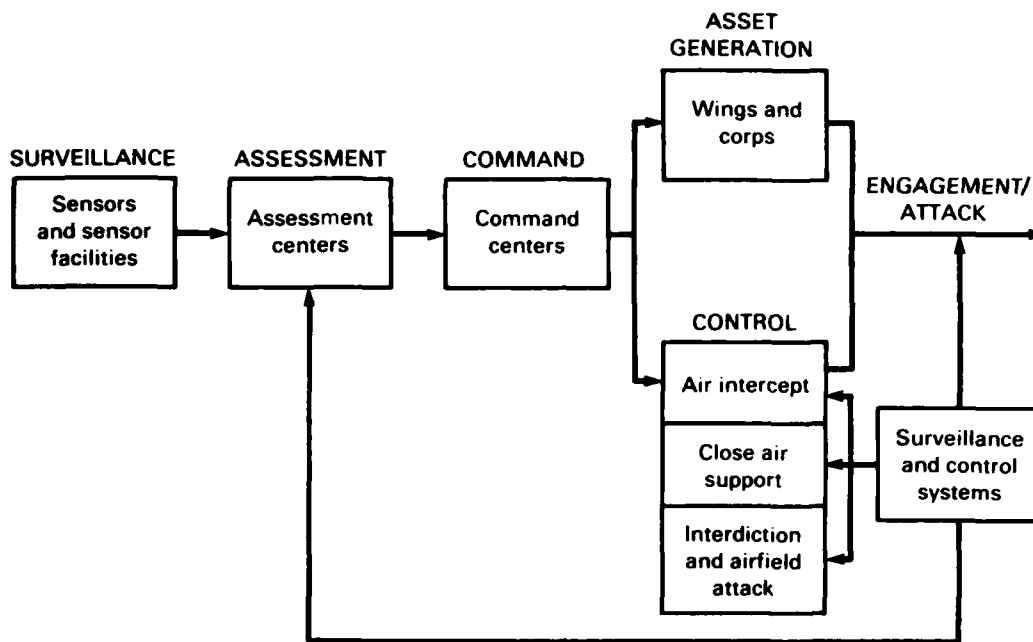 ASSET
GENERATION
Wings and
corps
SURVEILLANCE
Sensors
and sensor
facilities
ASSESSMENT
Assessment
centers
COMMAND
Command
centers
ENGAGEMENT/
ATTACK
CONTROL
Air intercept
Close air
support
Interdiction
and airfield
attack
Surveillance
and control
systems